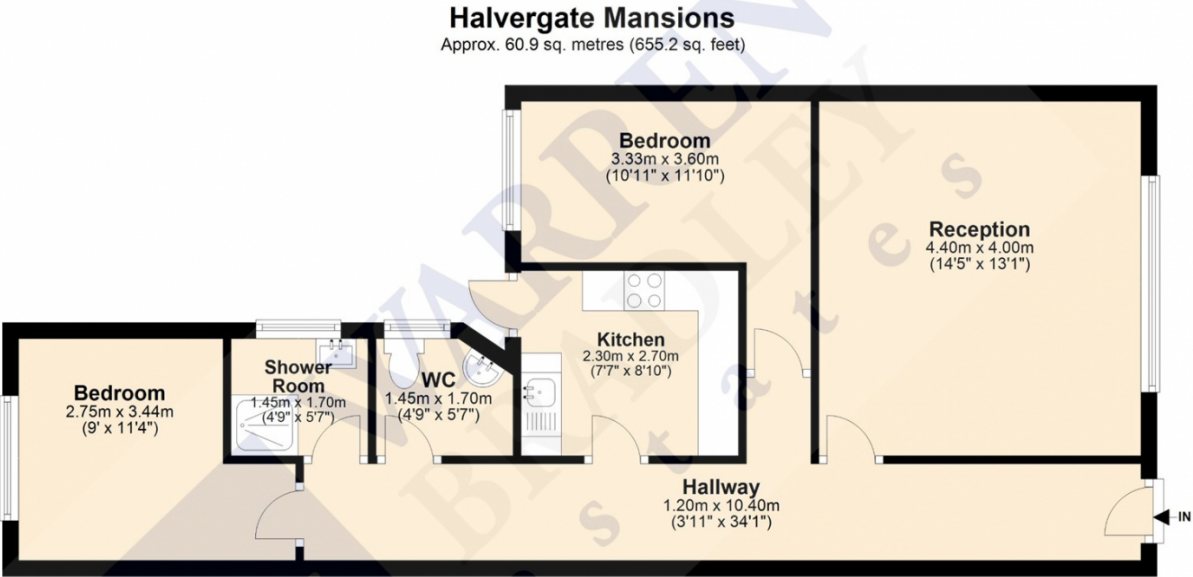 Halvergate Mansions
Approx. 60.9 sq. metres (655.2 sq. feet)
Bedroom
3.33m x 3.60m
(10'11" x 11'10")
Reception
4.40m x 4.00m
(14'5" x 13'1")
Kitchen
2.30m x 2.70m
(7'7" x 8'10")
Bedroom
2.75m x 3.44m
(9' x 11'4")
Shower
Room
1.45m x 1.70m
(4'9" x 5'7")
WC
1.45m x 1.70m
(4'9" x 5'7")
Hallway
1.20m x 10.40m
(3'11" x 34'1")
IN
WARREN
BRADLEY
states